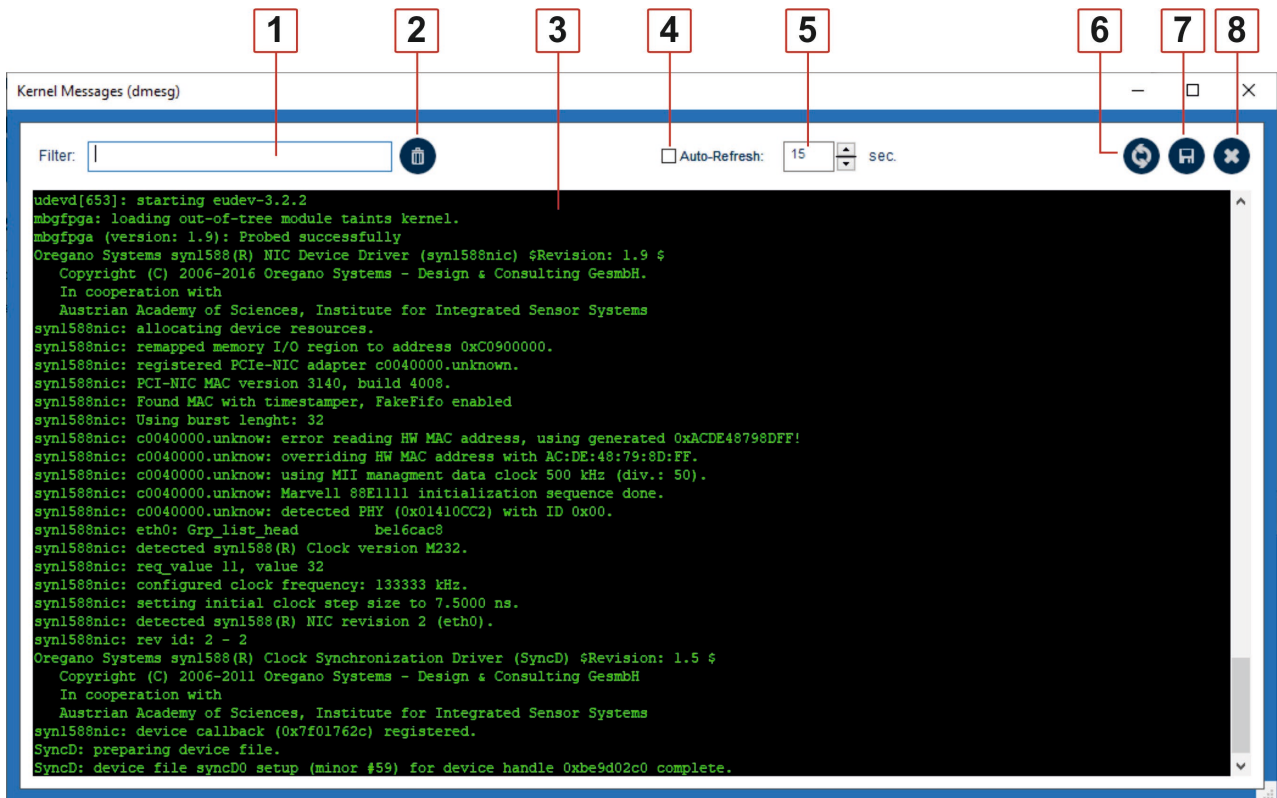 1 2 3 4 5 6 7 8
Kernel Messages (dmesg)
Filter: Auto-Refresh: 15 sec.
udevd[653]: starting eudev-3.2.2
mbgfpga: loading out-of-tree module taints kernel.
mbgfpga (version: 1.9): Probed successfully
Oregano Systems syn1588(R) NIC Device Driver (syn1588nic) $Revision: 1.9 $
Copyright (C) 2006-2016 Oregano Systems - Design & Consulting GesmbH.
In cooperation with
Austrian Academy of Sciences, Institute for Integrated Sensor Systems
syn1588nic: allocating device resources.
syn1588nic: remapped memory I/O region to address 0xC0900000.
syn1588nic: registered PCIe-NIC adapter c0040000.unknown.
syn1588nic: PCI-NIC MAC version 3140, build 4008.
syn1588nic: Found MAC with timestamper, FakeFifo enabled
syn1588nic: Using burst lenght: 32
syn1588nic: c0040000.unknow: error reading HW MAC address, using generated 0xACDE48798DFF!
syn1588nic: c0040000.unknow: overriding HW MAC address with AC:DE:48:79:8D:FF.
syn1588nic: c0040000.unknow: using MII managment data clock 500 kHz (div.: 50).
syn1588nic: c0040000.unknow: Marvell 88E1111 initialization sequence done.
syn1588nic: c0040000.unknow: detected PHY (0x01410CC2) with ID 0x00.
syn1588nic: eth0: Grp_list_head be16cac8
syn1588nic: detected syn1588(R) Clock version M232.
syn1588nic: req_value 11, value 32
syn1588nic: configured clock frequency: 133333 kHz.
syn1588nic: setting initial clock step size to 7.5000 ns.
syn1588nic: detected syn1588(R) NIC revision 2 (eth0).
syn1588nic: rev id: 2 - 2
Oregano Systems syn1588(R) Clock Synchronization Driver (SyncD) $Revision: 1.5 $
Copyright (C) 2006-2011 Oregano Systems - Design & Consulting GesmbH
In cooperation with
Austrian Academy of Sciences, Institute for Integrated Sensor Systems
syn1588nic: device callback (0x7f01762c) registered.
SyncD: preparing device file.
SyncD: device file syncD0 setup (minor #59) for device handle 0xbe9d02c0 complete.